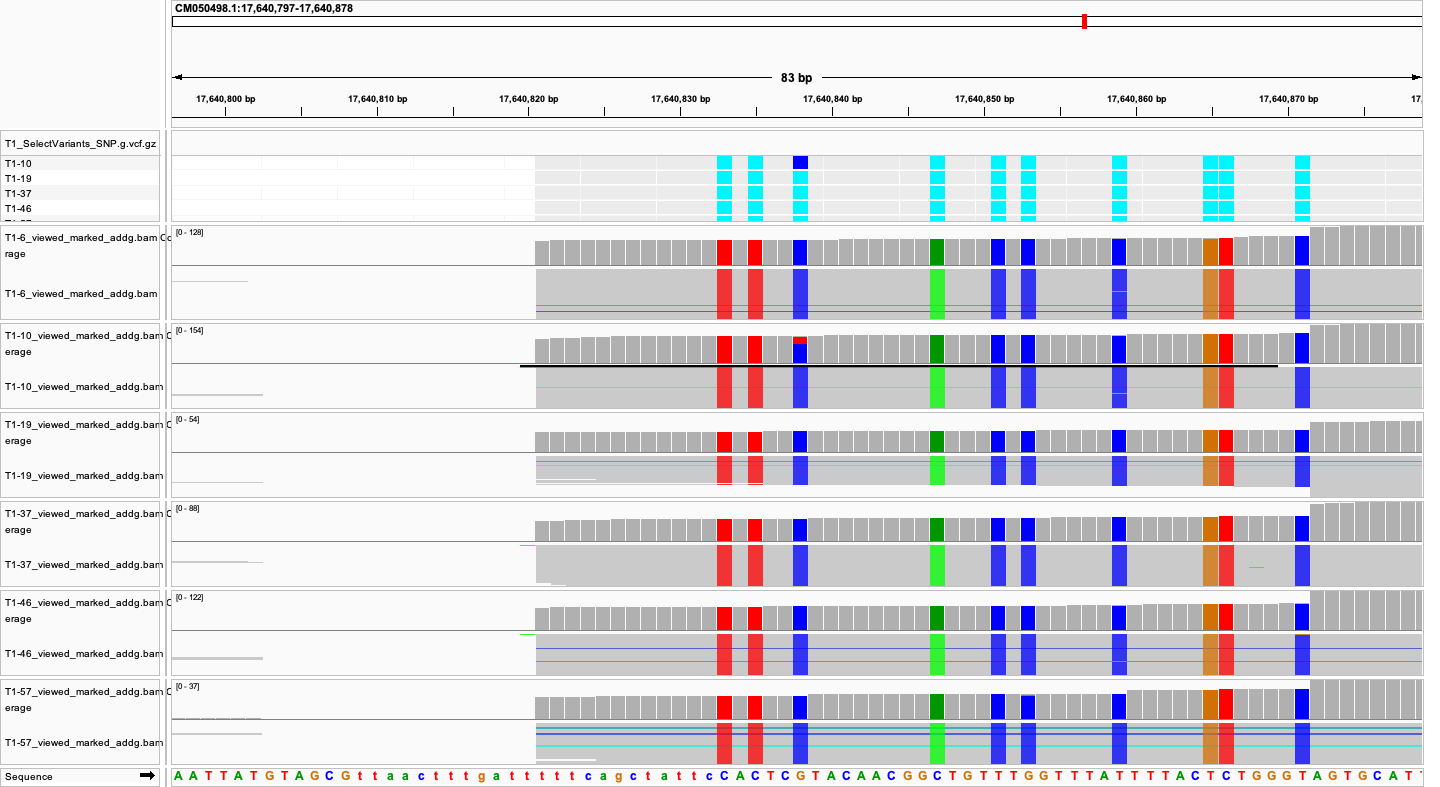 CM050498.1:17,640,797-17,640,878
83 bp
17,640,800 bp 17,640,810 bp 17,640,820 bp 17,640,830 bp 17,640,840 bp 17,640,850 bp 17,640,860 bp 17,640,870 bp 17,
T1_SelectVariants_SNP.g.vcf.gz
T1-10
T1-19
T1-37
T1-46
T1-6_viewed_marked_addg.bam Co [0 - 128]
rage
T1-6_viewed_marked_addg.bam
T1-10_viewed_marked_addg.bam C [0 - 154]
erage
T1-10_viewed_marked_addg.bam
T1-19_viewed_marked_addg.bam C [0 - 54]
erage
T1-19_viewed_marked_addg.bam
T1-37_viewed_marked_addg.bam C [0 - 88]
erage
T1-37_viewed_marked_addg.bam
T1-46_viewed_marked_addg.bam C [0 - 122]
erage
T1-46_viewed_marked_addg.bam
T1-57_viewed_marked_addg.bam C [0 - 37]
erage
T1-57_viewed_marked_addg.bam
Sequence A A T T A T G T A G C G t t a a c t t t g a t t t t t c a g c t a t t c C A C T C G T A C A A C G G C T G T T T G G T T T A T T T T A C T C T G G G T A G T G C A T